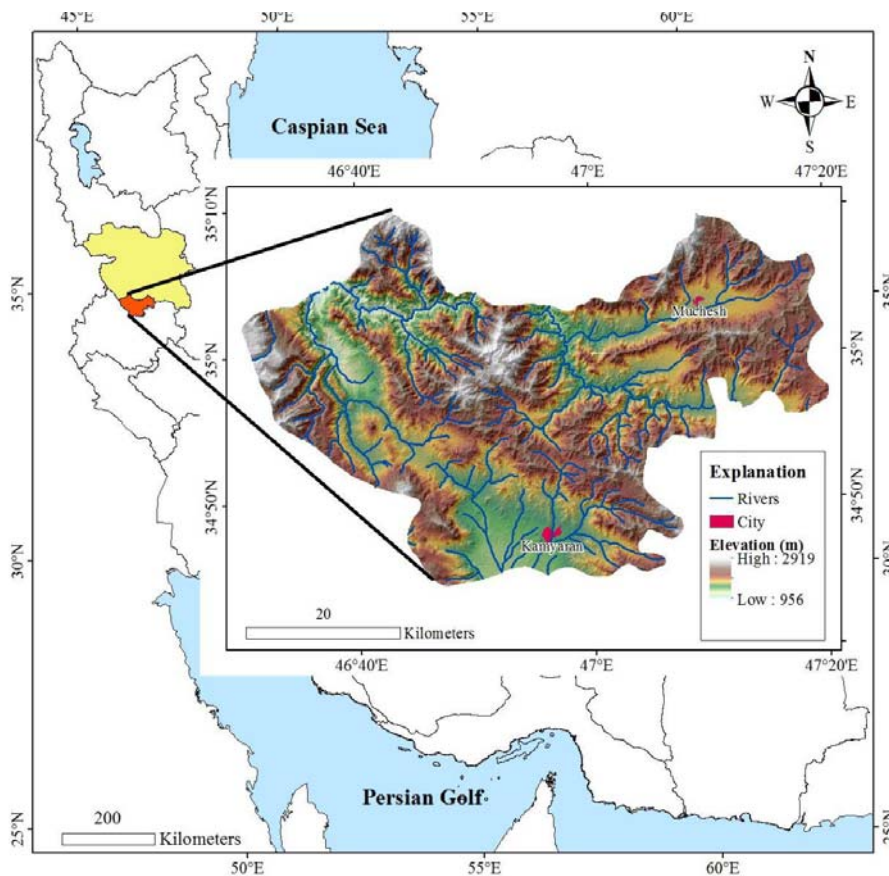 45°E 50°E 55°E 60°E
N
W E
S
Caspian Sea
46°40'E 47°E 47°20'E
35°10'N
35°N
34°50'N
35°N
34°50'N
35°N
30°N
25°N
35°N
Muchesh
Kamyaran
Explanation
Rivers
City
Elevation (m)
High : 2919
Low : 956
20
Kilometers
46°40'E 47°E 47°20'E
Persian Golf
200
Kilometers
50°E 55°E 60°E